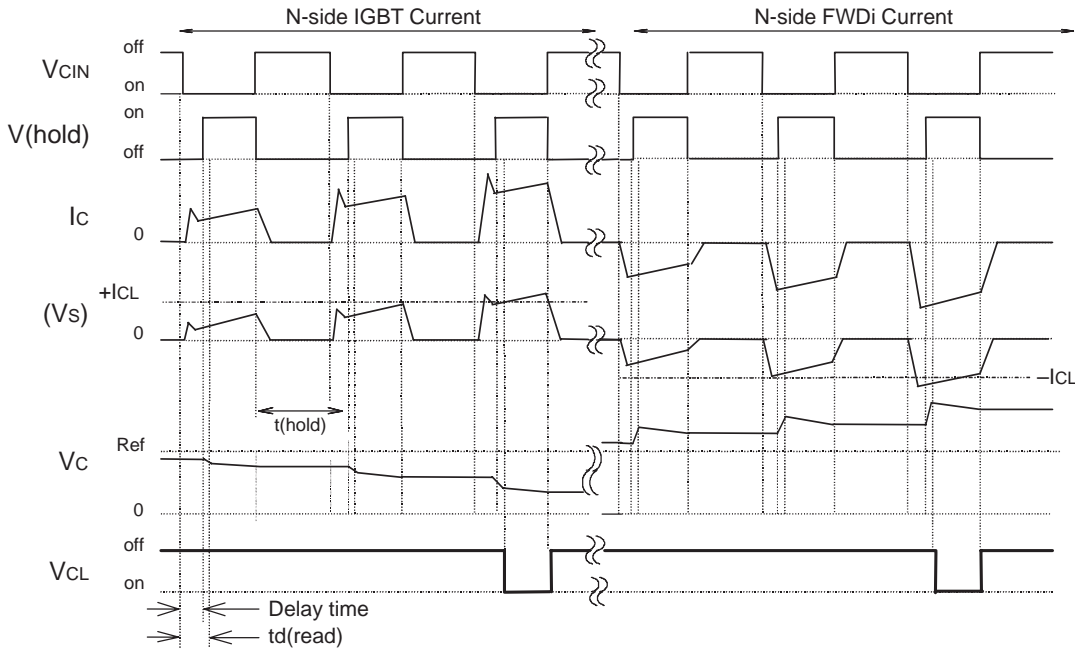 N-side IGBT Current
N-side FWDi Current
off
VCIN
on
on
V(hold)
off
IC
0
+ICL
(VS)
0
–ICL
t(hold)
Ref
VC
0
off
VCL
on
Delay time
td(read)